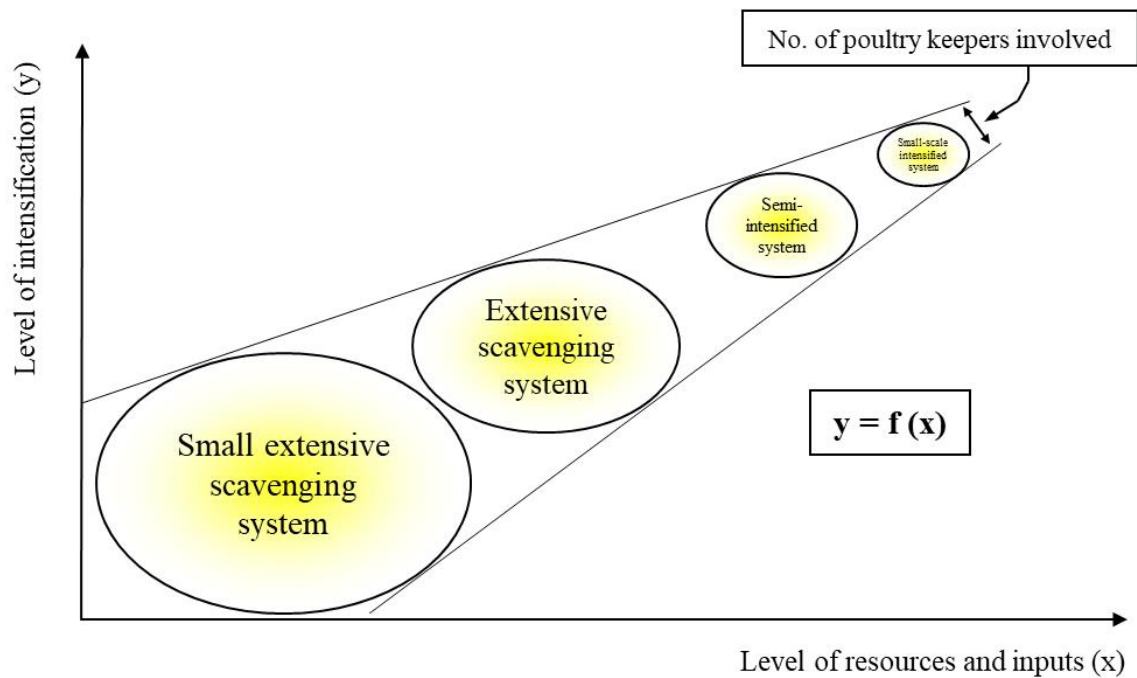 No. of poultry keepers involved
Level of intensification (y)
Small-scale
intensified
system
Semi-
intensified
system
Extensive
scavenging
system
Small extensive
scavenging
system
y = f (x)
Level of resources and inputs (x)